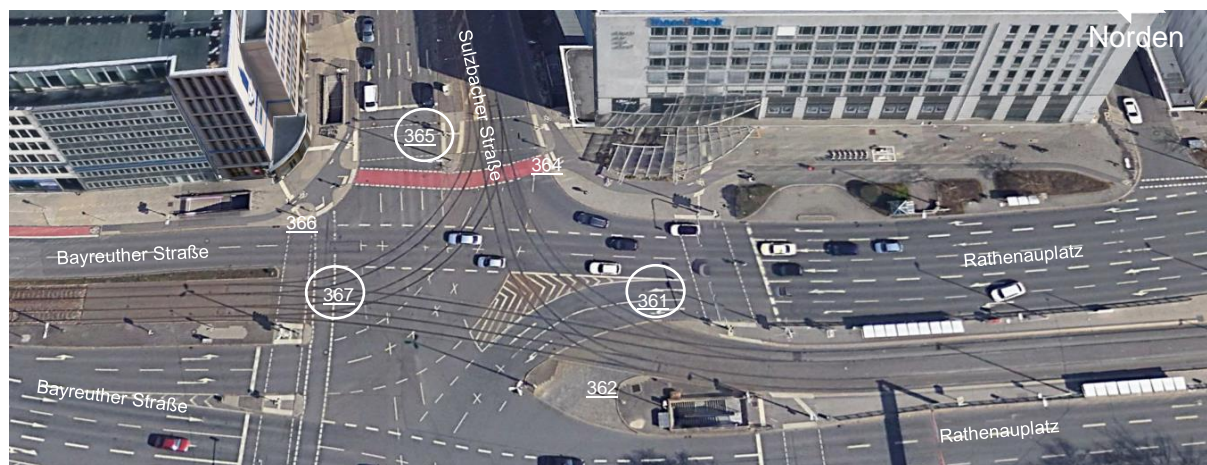 Norden
Sulzbacher Straße
365
364
366
Bayreuther Straße
Rathenauplatz
367
361
Bayreuther Straße
362
Rathenauplatz